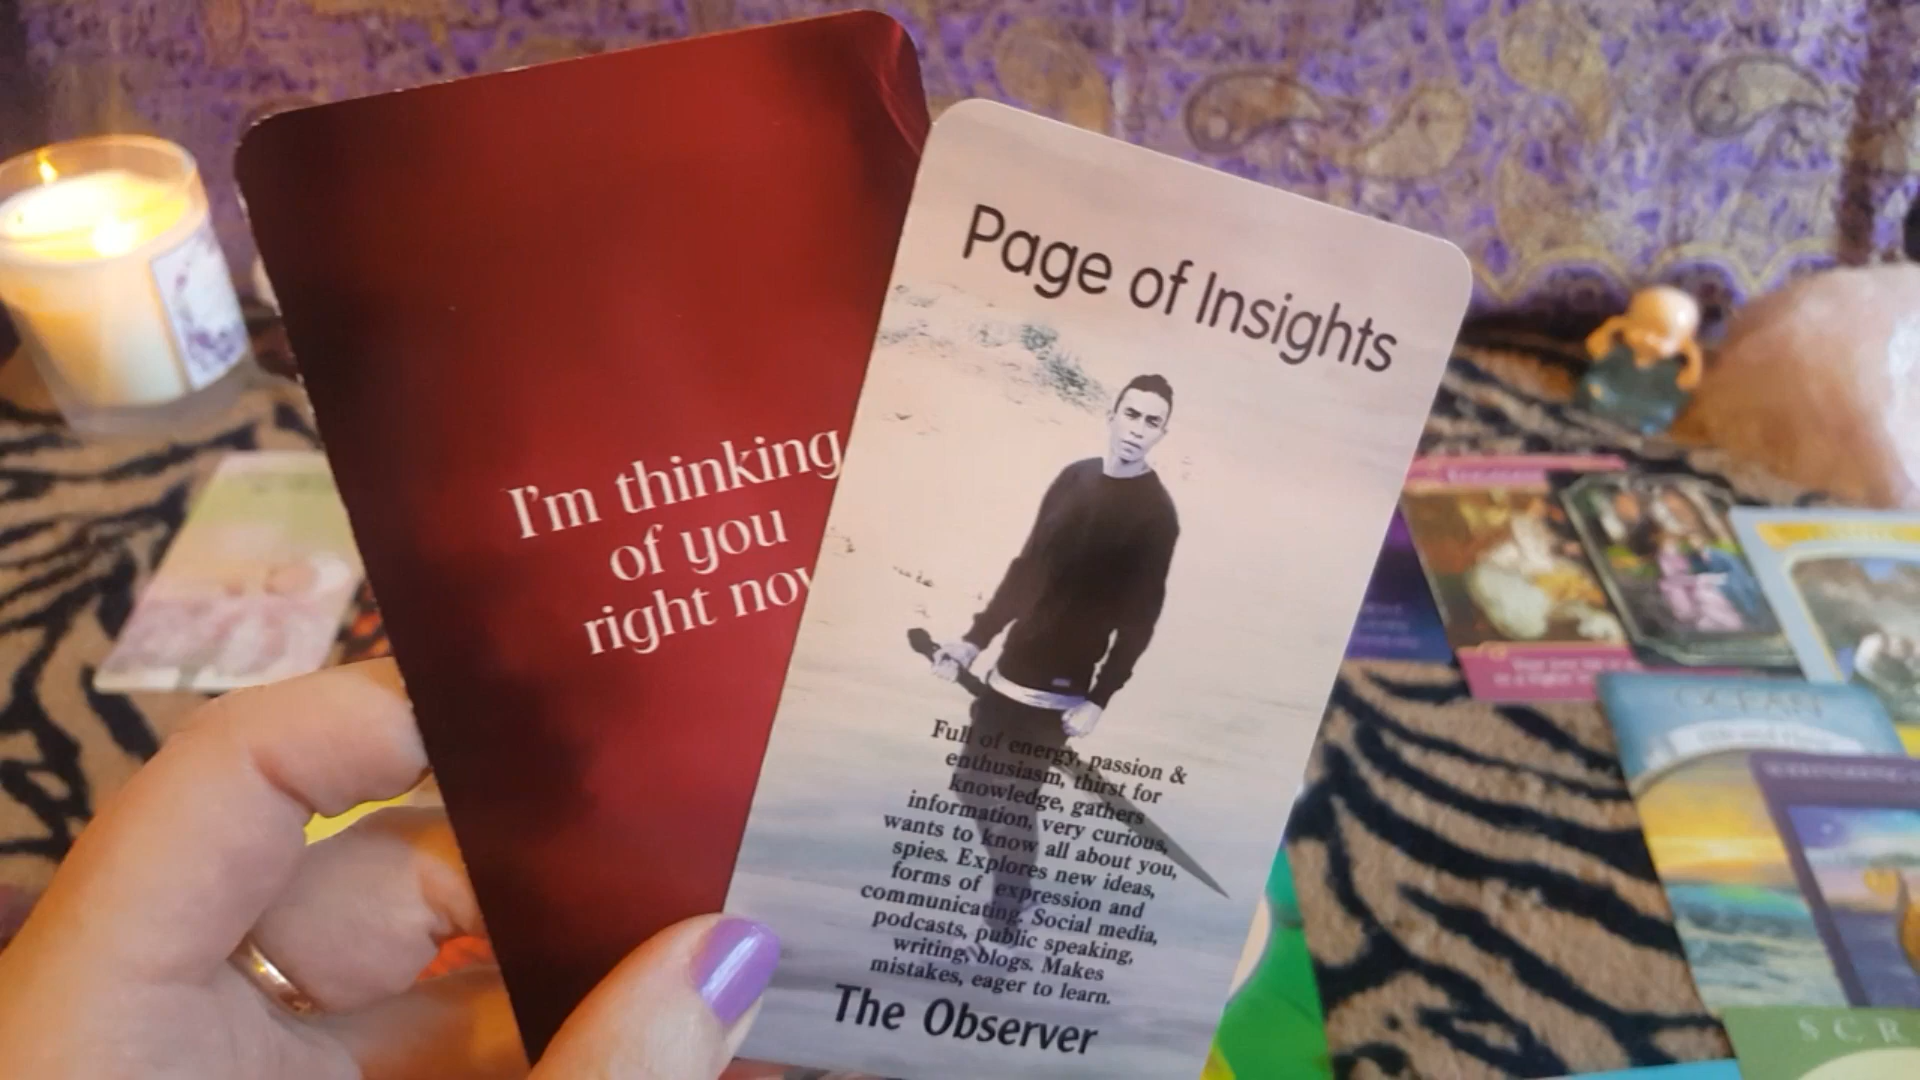 I'm thinking
of you
right now
Page of Insights
Full of energy, passion &
enthusiasm, thirst for
knowledge, gathers
information, very curious,
wants to know all about you,
spies. Explores new ideas,
forms of expression and
communicating. Social media,
podcasts, public speaking,
writing, blogs. Makes
mistakes, eager to learn.
The Observer
OCEAN
S C R